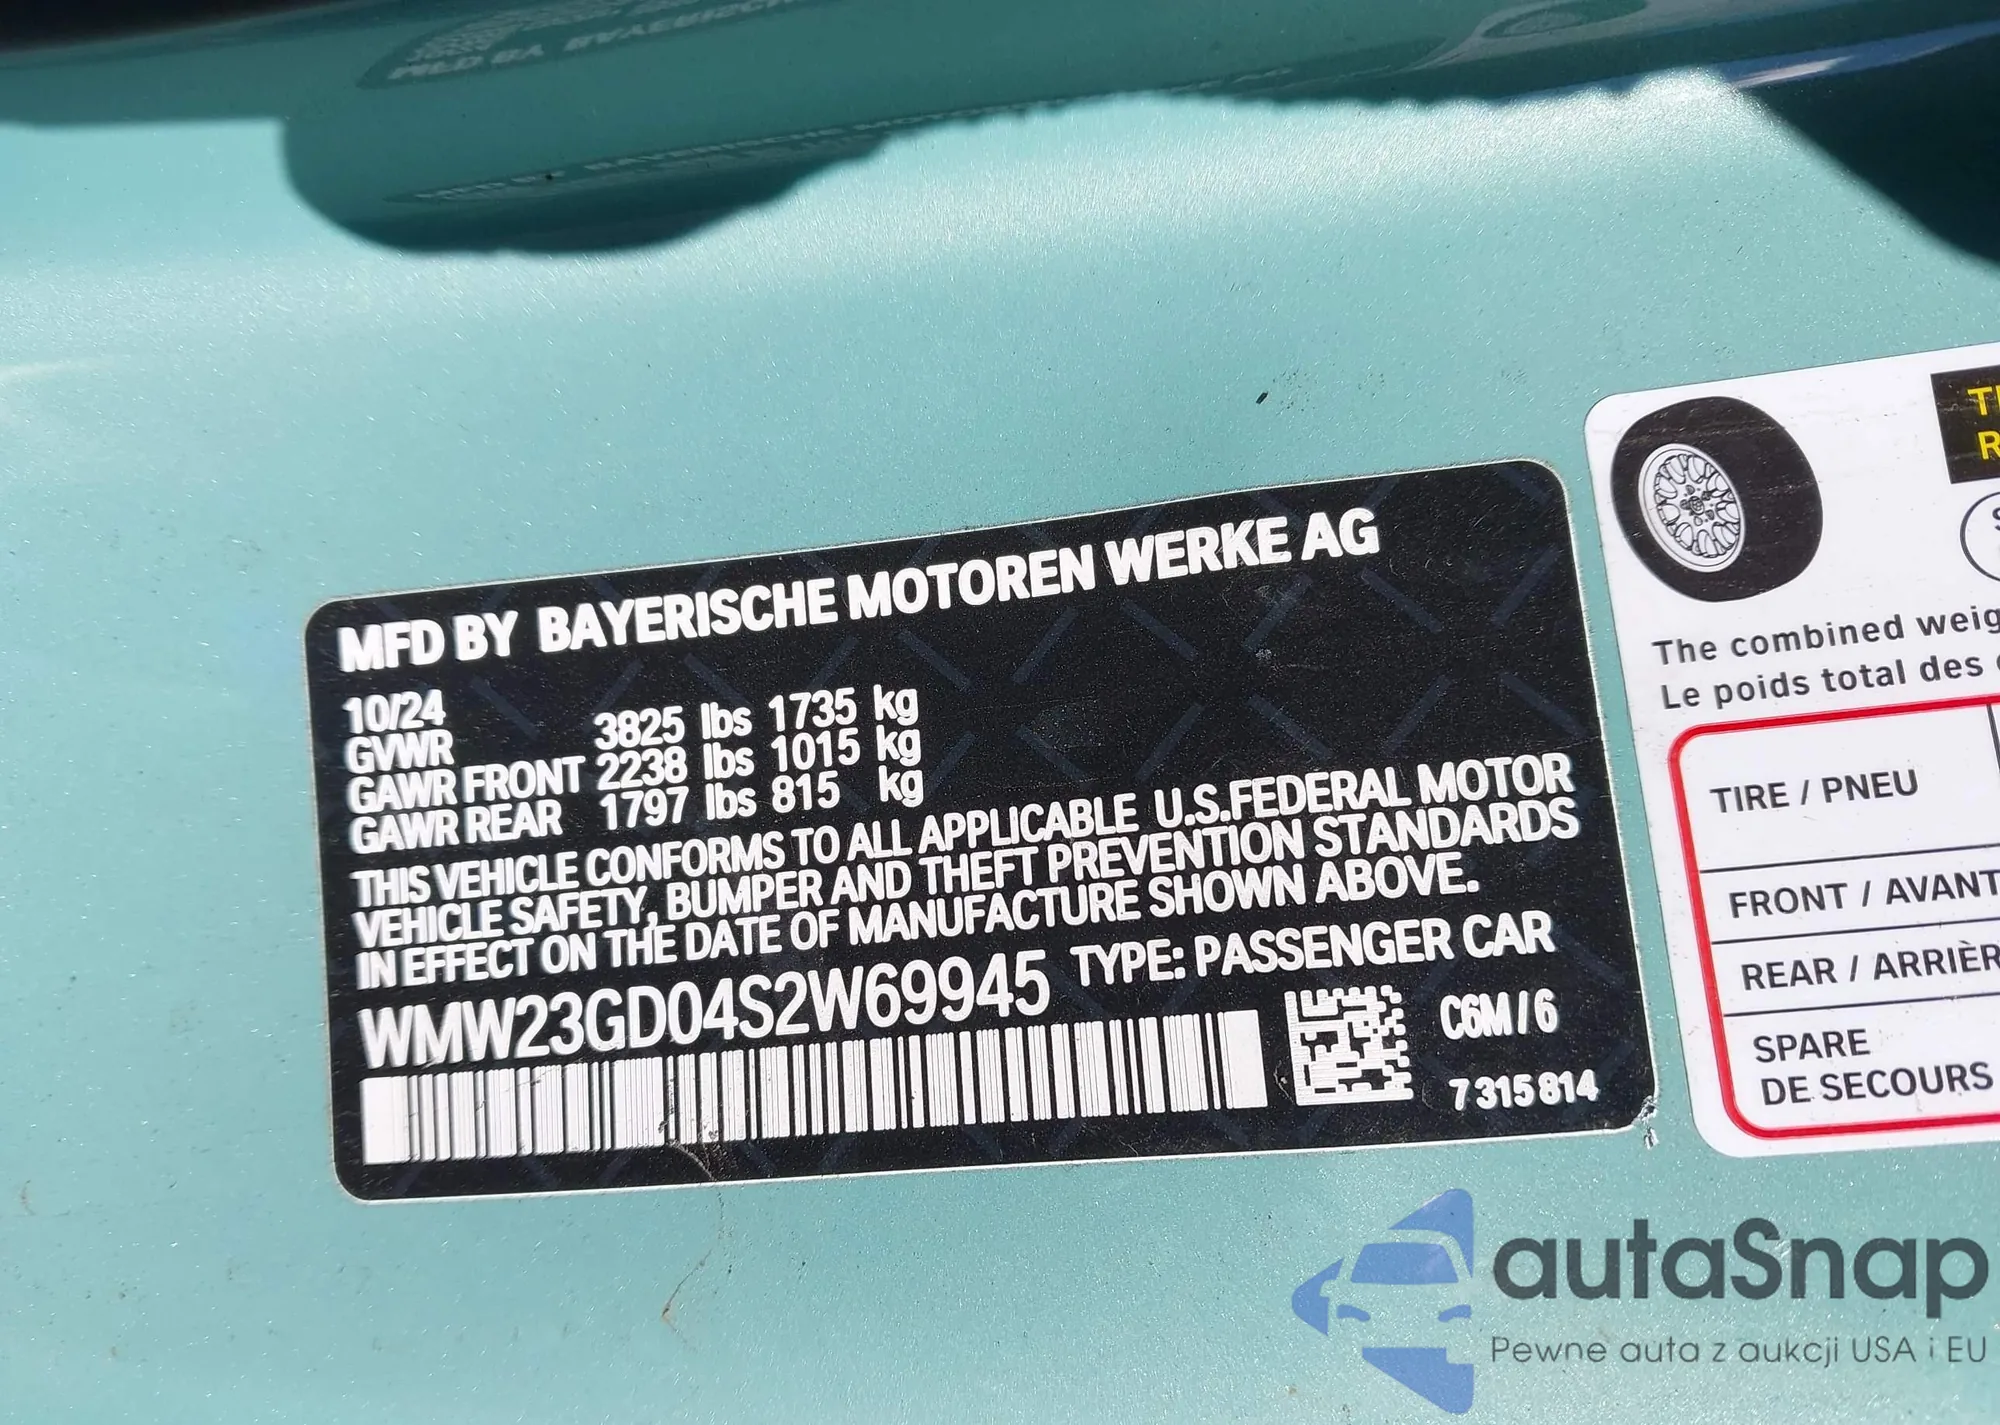 MFD BY BAYERISCHE MOTOREN WERKE AG
10/24
GVWR 3825 lbs 1735 kg
GAWR FRONT 2238 lbs 1015 kg
GAWR REAR 1797 lbs 815 kg
THIS VEHICLE CONFORMS TO ALL APPLICABLE U.S.FEDERAL MOTOR
VEHICLE SAFETY, BUMPER AND THEFT PREVENTION STANDARDS
IN EFFECT ON THE DATE OF MANUFACTURE SHOWN ABOVE.
WMW23GD04S2W69945 TYPE: PASSENGER CAR
C6M/6
7315814
The combined
Le poids total des
TIRE / PNEU
FRONT / AVANT
REAR /
SPARE
DE SECOURS
autaSnap
Pewne auta z aukcji USA i EU